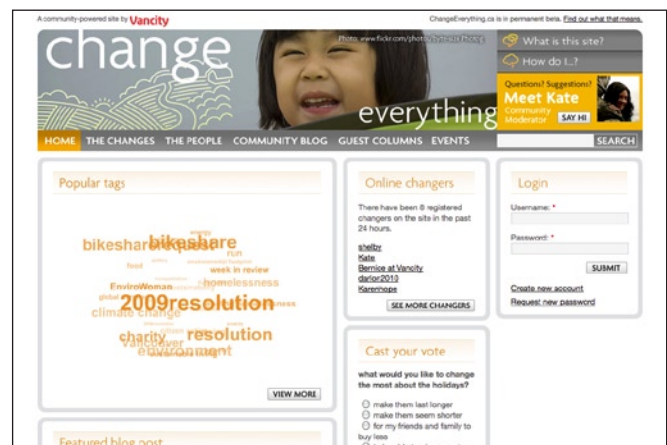 A community-powered site by Vancity
ChangeEverything.ca is in permanent beta. Find out what that means.
change
everything
What is this site?
How do I...?
Questions? Suggestions?
Meet Kate
Community
Moderator
SAY HI
HOME THE CHANGES THE PEOPLE COMMUNITY BLOG GUEST COLUMNS EVENTS
SEARCH
Popular tags
energy
bikeshare
bikesharerequest
run
food
week in review
EnviroWoman
homelessness
global
2009resolution
climate change
charity
resolution
vancouver
environment
VIEW MORE
Featured blog post
Online changers
There have been 8 registered
changers on the site in the past
24 hours.
shelby
Kate
Bernice at Vancity
darlor2010
Karenhope
SEE MORE CHANGERS
Cast your vote
what would you like to change
the most about the holidays?
make them last longer
make them seem shorter
for my friends and family to
buy less
Login
Username: *
Password: *
SUBMIT
Create new account
Request new password